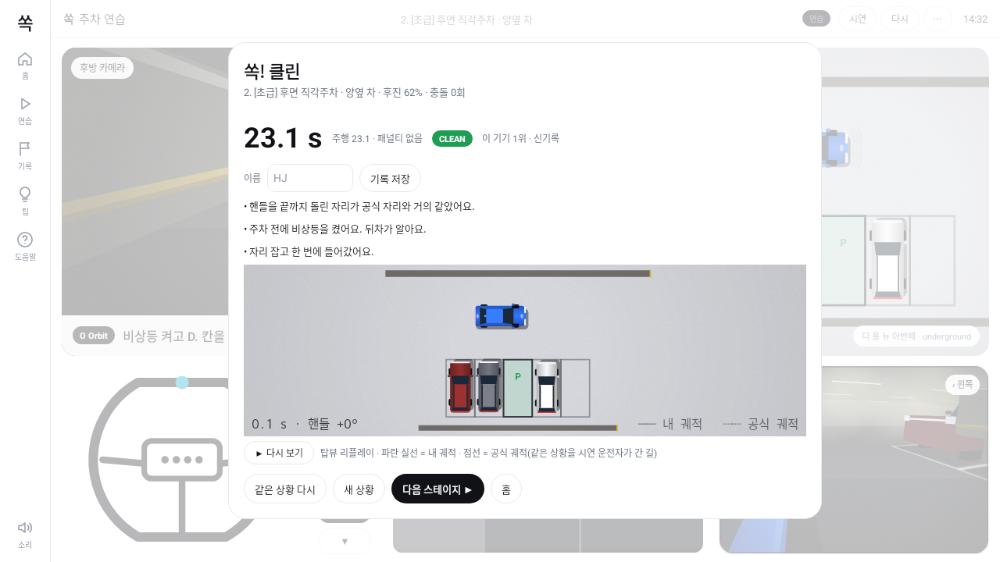 쏙
홈
연습
기록
팁
도움말
소리
쏙 주차 연습
2. [초급] 후면 직각주차 · 양옆 차
연습
시연
다시
···
14:32
후방 카메라
쏙! 클린
2. [초급] 후면 직각주차 · 양옆 차 · 후진 62% · 충돌 0회
23.1 s
주행 23.1 · 패널티 없음
CLEAN
이 기기 1위 · 신기록
이름
HJ
기록 저장
• 핸들을 끝까지 돌린 자리가 공식 자리와 거의 같았어요.
• 주차 전에 비상등을 켰어요. 뒤차가 알아요.
• 자리 잡고 한 번에 들어갔어요.
P
0.1 s · 핸들 +0°
내 궤적
공식 궤적
► 다시 보기
탑뷰 리플레이 · 파란 실선 = 내 궤적 · 점선 = 공식 궤적(같은 상황을 시연 운전자가 간 길)
같은 상황 다시
새 상황
다음 스테이지 ►
홈
0 Orbit
비상등 켜고 D. 칸을
P
디 올 뉴 아반떼 · underground
‹ 왼쪽
▼